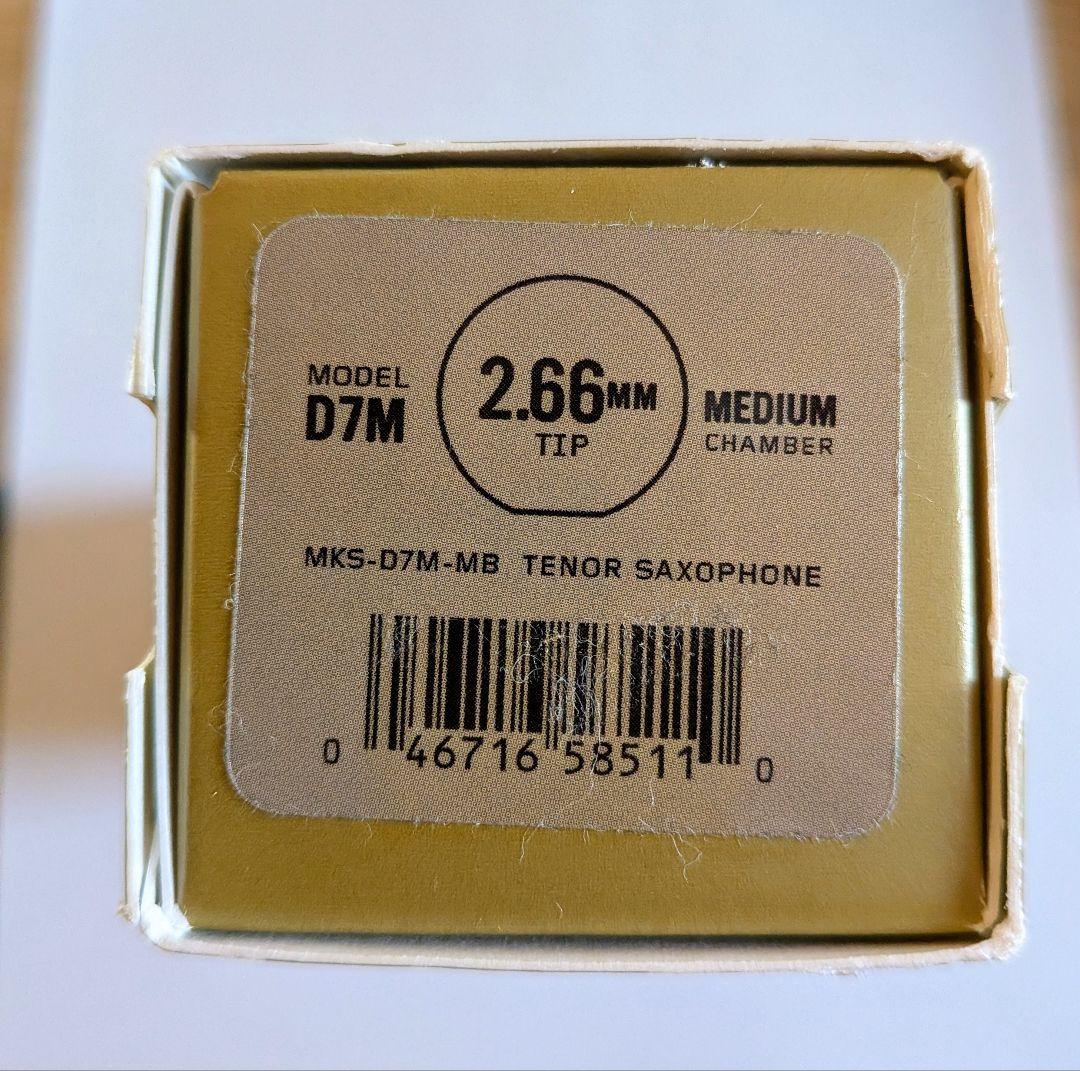 MODEL
D7M
2.66MM
TIP
MEDIUM
CHAMBER
MKS-D7M-MB TENOR SAXOPHONE
0 46716 58511 0